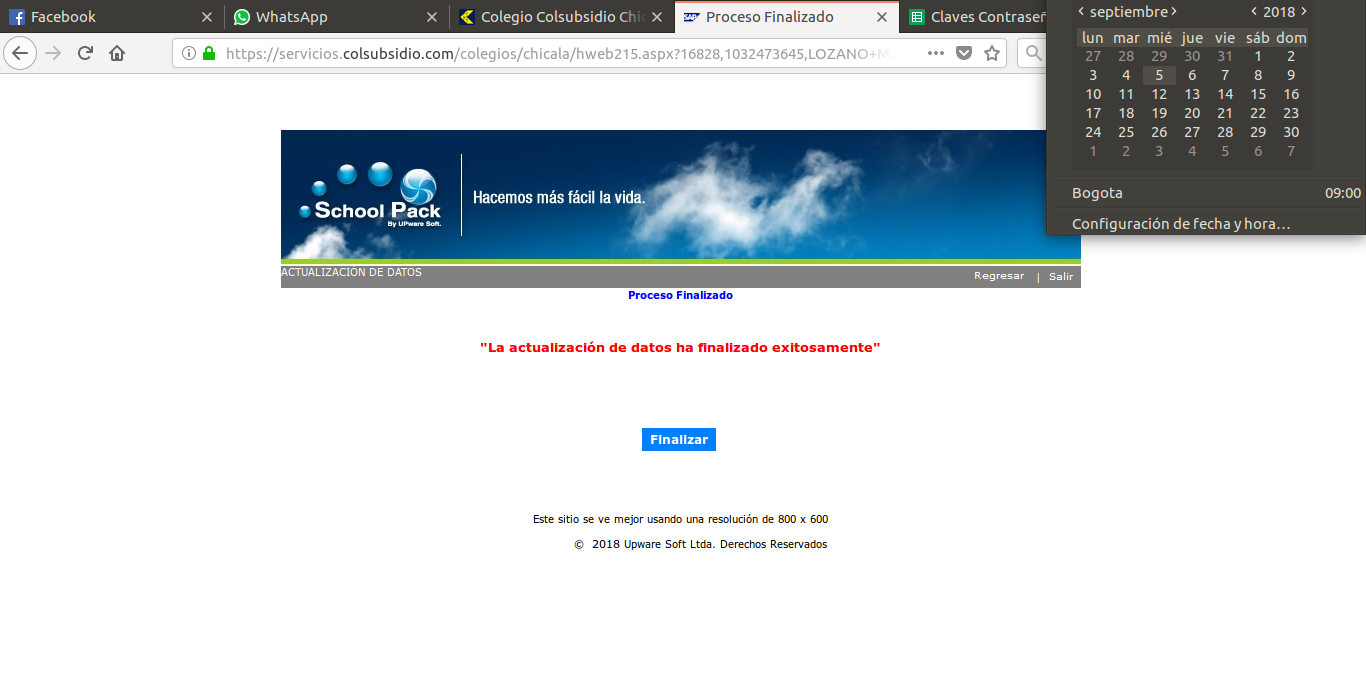 Facebook
WhatsApp
Colegio Colsubsidio Chic
Proceso Finalizado
Claves Contraseñ
https://servicios.colsubsidio.com/colegios/chicala/hweb215.aspx?16828,1032473645,LOZANO+M
septiembre 2018
lun mar mié jue vie sáb dom
27 28 29 30 31 1 2
3 4 5 6 7 8 9
10 11 12 13 14 15 16
17 18 19 20 21 22 23
24 25 26 27 28 29 30
1 2 3 4 5 6 7
Bogota 09:00
Configuración de fecha y hora...
School Pack
By UPware Soft.
Hacemos más fácil la vida.
ACTUALIZACIÓN DE DATOS
Regresar | Salir
Proceso Finalizado
"La actualización de datos ha finalizado exitosamente"
Finalizar
Este sitio se ve mejor usando una resolución de 800 x 600
© 2018 Upware Soft Ltda. Derechos Reservados